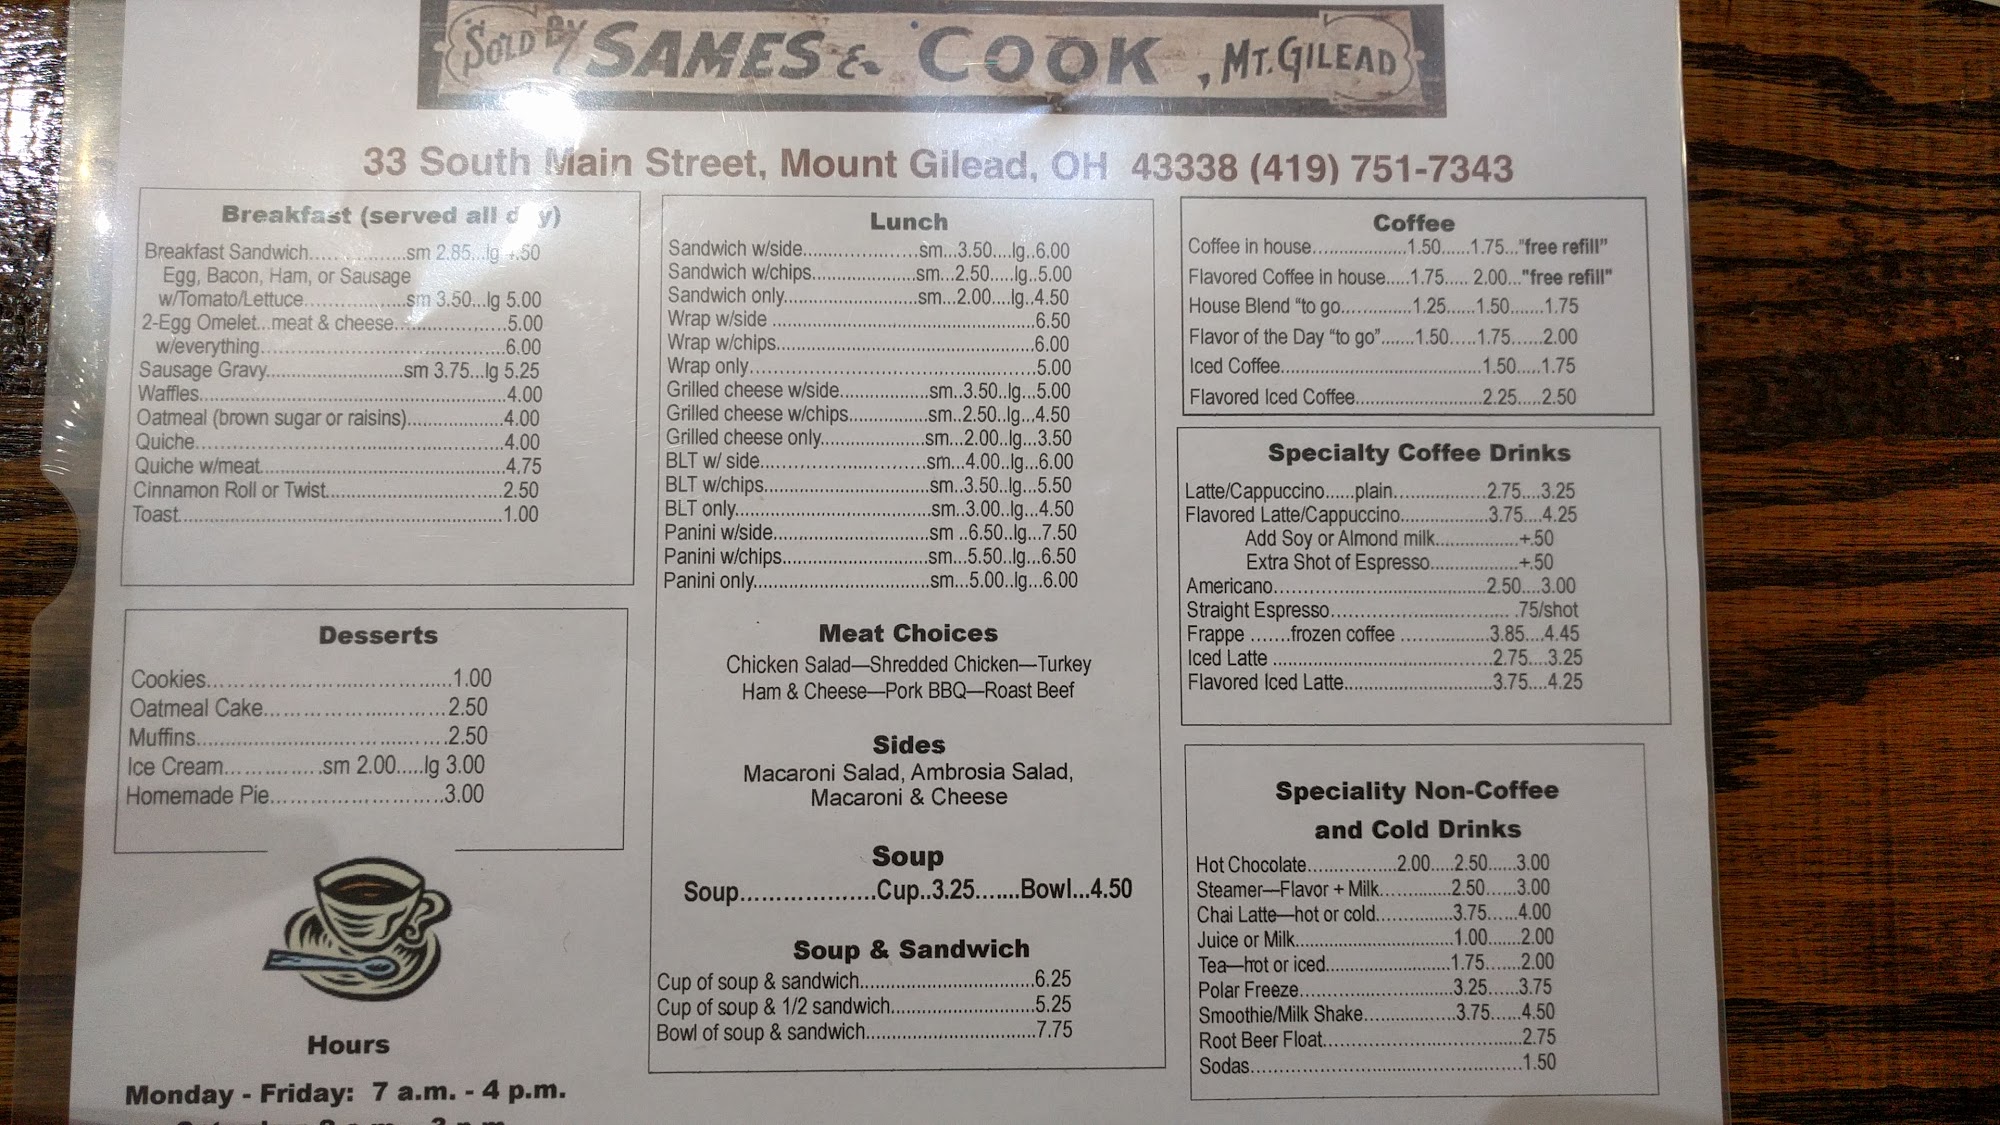 SOLD BY SAMES & COOK, MT. GILEAD
33 South Main Street, Mount Gilead, OH 43338 (419) 751-7343
Breakfast (served all day)
Breakfast Sandwich..................sm 2.85...lg 4.50
Egg, Bacon, Ham, or Sausage
w/Tomato/Lettuce....................sm 3.50...lg 5.00
2-Egg Omelet...meat & cheese......................5.00
w/everything................................................6.00
Sausage Gravy..........................sm 3.75...lg 5.25
Waffles............................................................4.00
Oatmeal (brown sugar or raisins)..................4.00
Quiche............................................................4.00
Quiche w/meat................................................4.75
Cinnamon Roll or Twist..................................2.50
Toast...............................................................1.00
Desserts
Cookies................................................1.00
Oatmeal Cake....................................2.50
Muffins.................................................2.50
Ice Cream...................sm 2.00.....lg 3.00
Homemade Pie...................................3.00
Hours
Monday - Friday: 7 a.m. - 4 p.m.
Lunch
Sandwich w/side.......................sm...3.50....lg..6.00
Sandwich w/chips.....................sm...2.50.....lg..5.00
Sandwich only..........................sm...2.00....lg..4.50
Wrap w/side ...................................................6.50
Wrap w/chips..................................................6.00
Wrap only.......................................................5.00
Grilled cheese w/side..................sm..3.50..lg...5.00
Grilled cheese w/chips................sm...2.50.lg...4.50
Grilled cheese only.....................sm...2.00..lg...3.50
BLT w/ side.................................sm...4.00..lg...6.00
BLT w/chips.................................sm..3.50..lg...5.50
BLT only......................................sm..3.00..lg...4.50
Panini w/side...............................sm ..6.50..lg...7.50
Panini w/chips.............................sm...5.50..lg...6.50
Panini only...................................sm...5.00..lg...6.00
Meat Choices
Chicken Salad—Shredded Chicken—Turkey
Ham & Cheese—Pork BBQ—Roast Beef
Sides
Macaroni Salad, Ambrosia Salad,
Macaroni & Cheese
Soup
Soup.....................Cup..3.25.......Bowl...4.50
Soup & Sandwich
Cup of soup & sandwich..................................6.25
Cup of soup & 1/2 sandwich............................5.25
Bowl of soup & sandwich.................................7.75
Coffee
Coffee in house...................1.50......1.75..."free refill"
Flavored Coffee in house.....1.75..... 2.00..."free refill"
House Blend "to go..............1.25......1.50.......1.75
Flavor of the Day "to go".......1.50.....1.75......2.00
Iced Coffee.........................................1.50.....1.75
Flavored Iced Coffee..........................2.25.....2.50
Specialty Coffee Drinks
Latte/Cappuccino......plain...................2.75....3.25
Flavored Latte/Cappuccino..................3.75....4.25
Add Soy or Almond milk.................+.50
Extra Shot of Espresso..................+.50
Americano............................................2.50....3.00
Straight Espresso..................................... .75/shot
Frappe .......frozen coffee ..................3.85....4.45
Iced Latte .............................................2.75....3.25
Flavored Iced Latte..............................3.75....4.25
Speciality Non-Coffee
and Cold Drinks
Hot Chocolate..................2.00.....2.50......3.00
Steamer—Flavor + Milk..............2.50......3.00
Chai Latte—hot or cold...............3.75......4.00
Juice or Milk................................1.00.......2.00
Tea—hot or iced.........................1.75.......2.00
Polar Freeze...............................3.25......3.75
Smoothie/Milk Shake..................3.75......4.50
Root Beer Float........................................2.75
Sodas.......................................................1.50